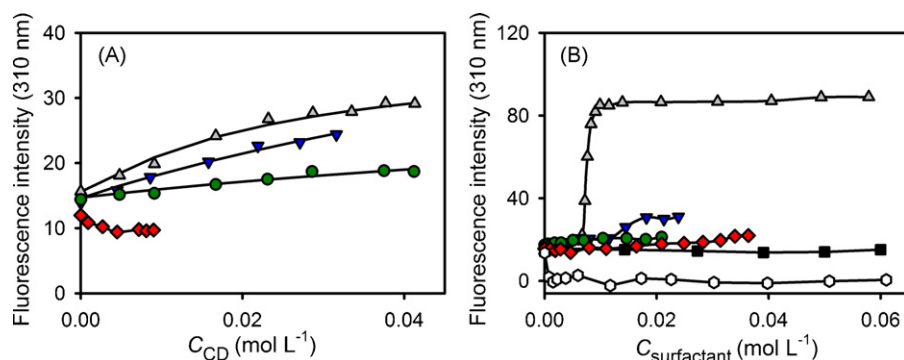 (A)
Fluorescence intensity (310 nm)
40
30
20
10
0
0.00
0.02
0.04
C_CD (mol L⁻¹)
(B)
Fluorescence intensity (310 nm)
120
80
40
0
0.00
0.02
0.04
0.06
C_surfactant (mol L⁻¹)